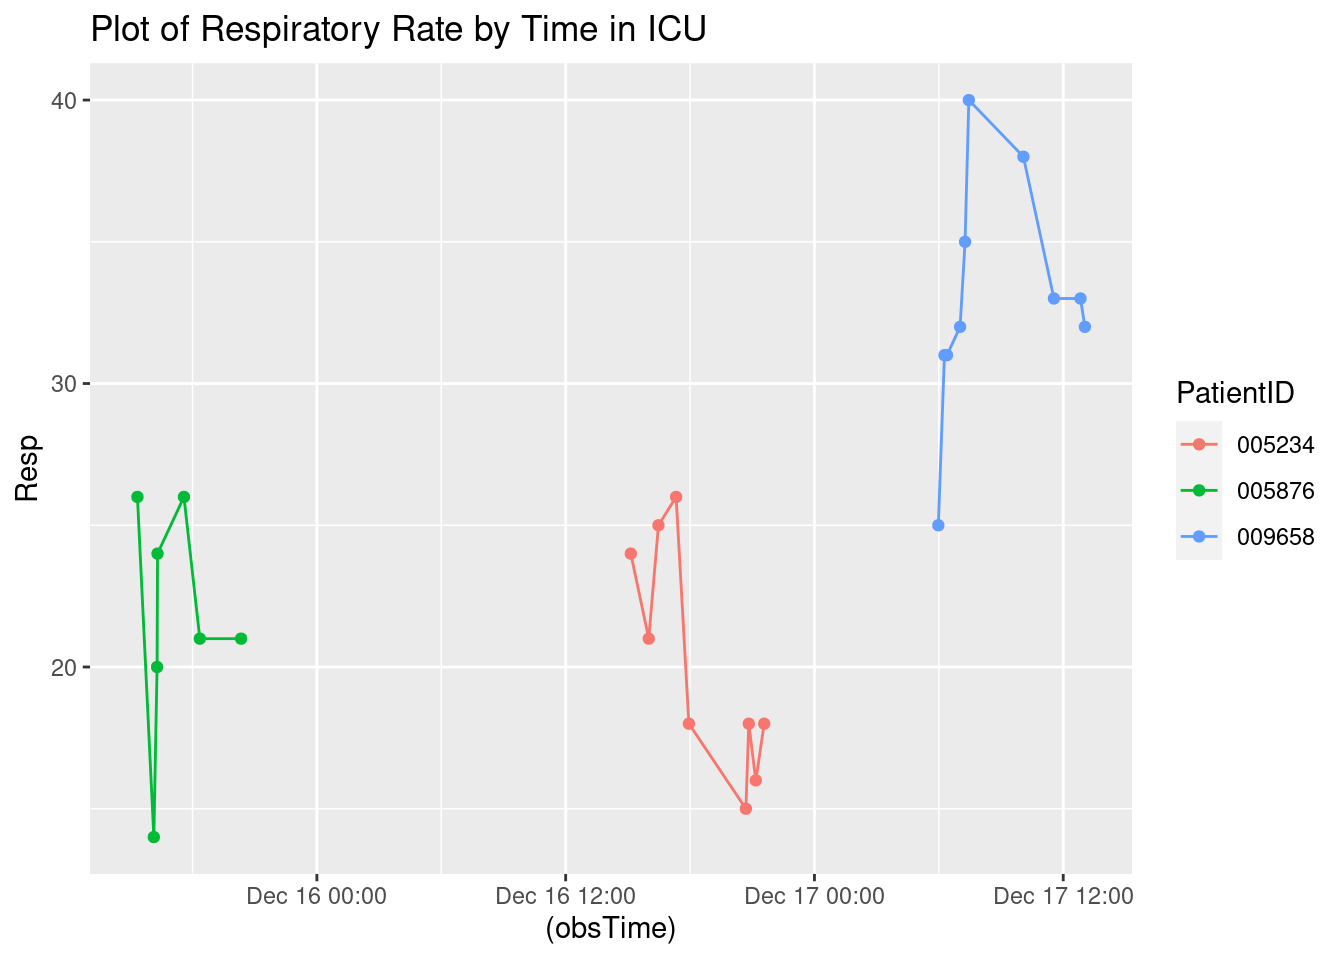 Plot of Respiratory Rate by Time in ICU
40
30
20
Resp
Dec 16 00:00
Dec 16 12:00
Dec 17 00:00
Dec 17 12:00
(obsTime)
PatientID
005234
005876
009658